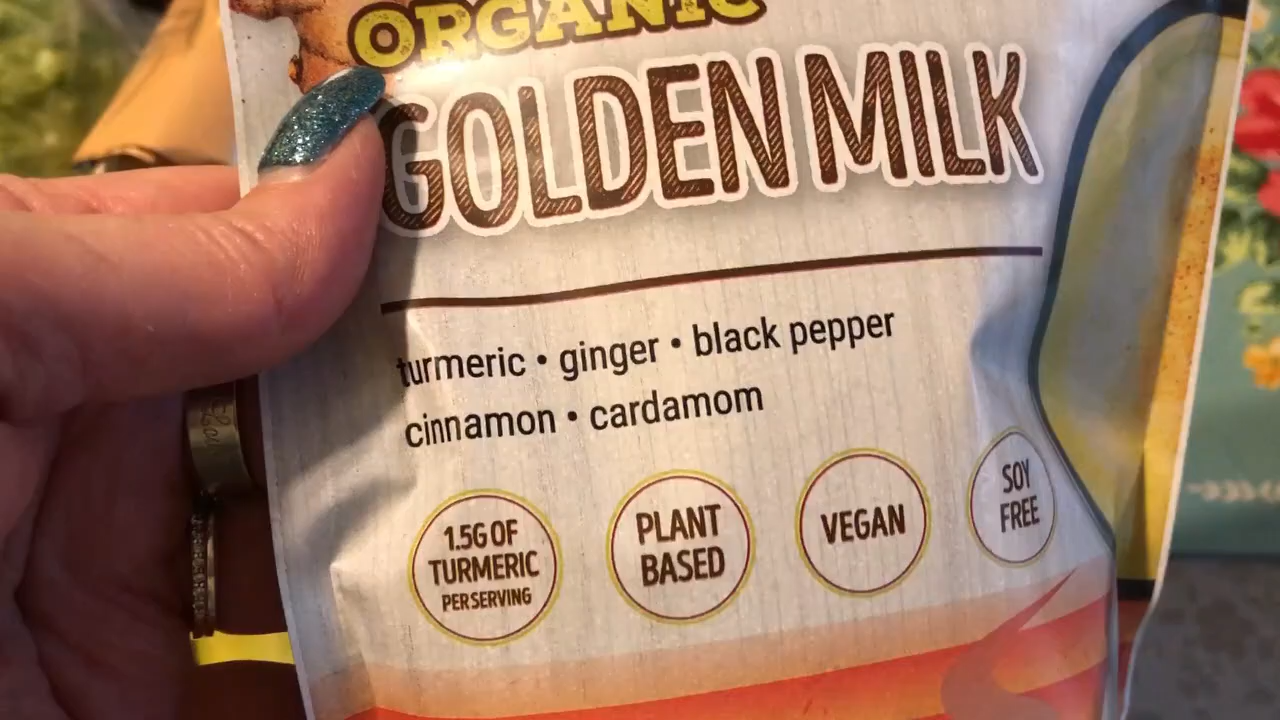 ORGANIC
GOLDEN MILK
turmeric • ginger • black pepper
cinnamon • cardamom
1.5G OF
TURMERIC
PER SERVING
PLANT
BASED
VEGAN
SOY
FREE